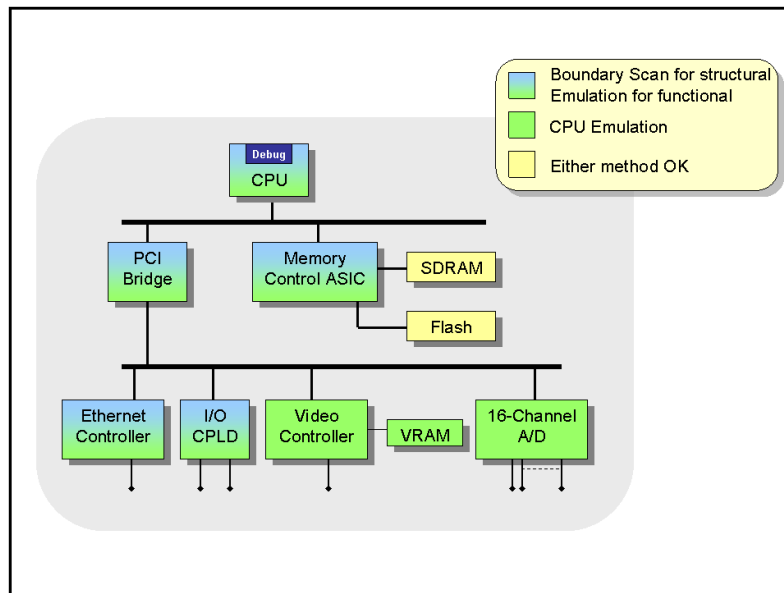 Boundary Scan for structural
Emulation for functional
CPU Emulation
Either method OK
Debug
CPU
PCI
Bridge
Memory
Control ASIC
SDRAM
Flash
Ethernet
Controller
I/O
CPLD
Video
Controller
VRAM
16-Channel
A/D